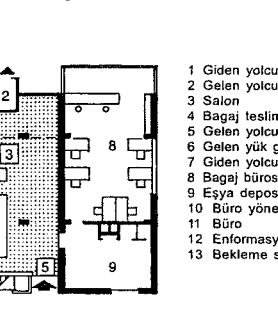 2
3
8
5
9
1 Giden yolcu
2 Gelen yolcu
3 Salon
4 Bagaj teslim
5 Gelen yolcu
6 Gelen yük g
7 Giden yolcu
8 Bagaj büros
9 Eşya depos
10 Büro yöne
11 Büro
12 Enformasy
13 Bekleme s